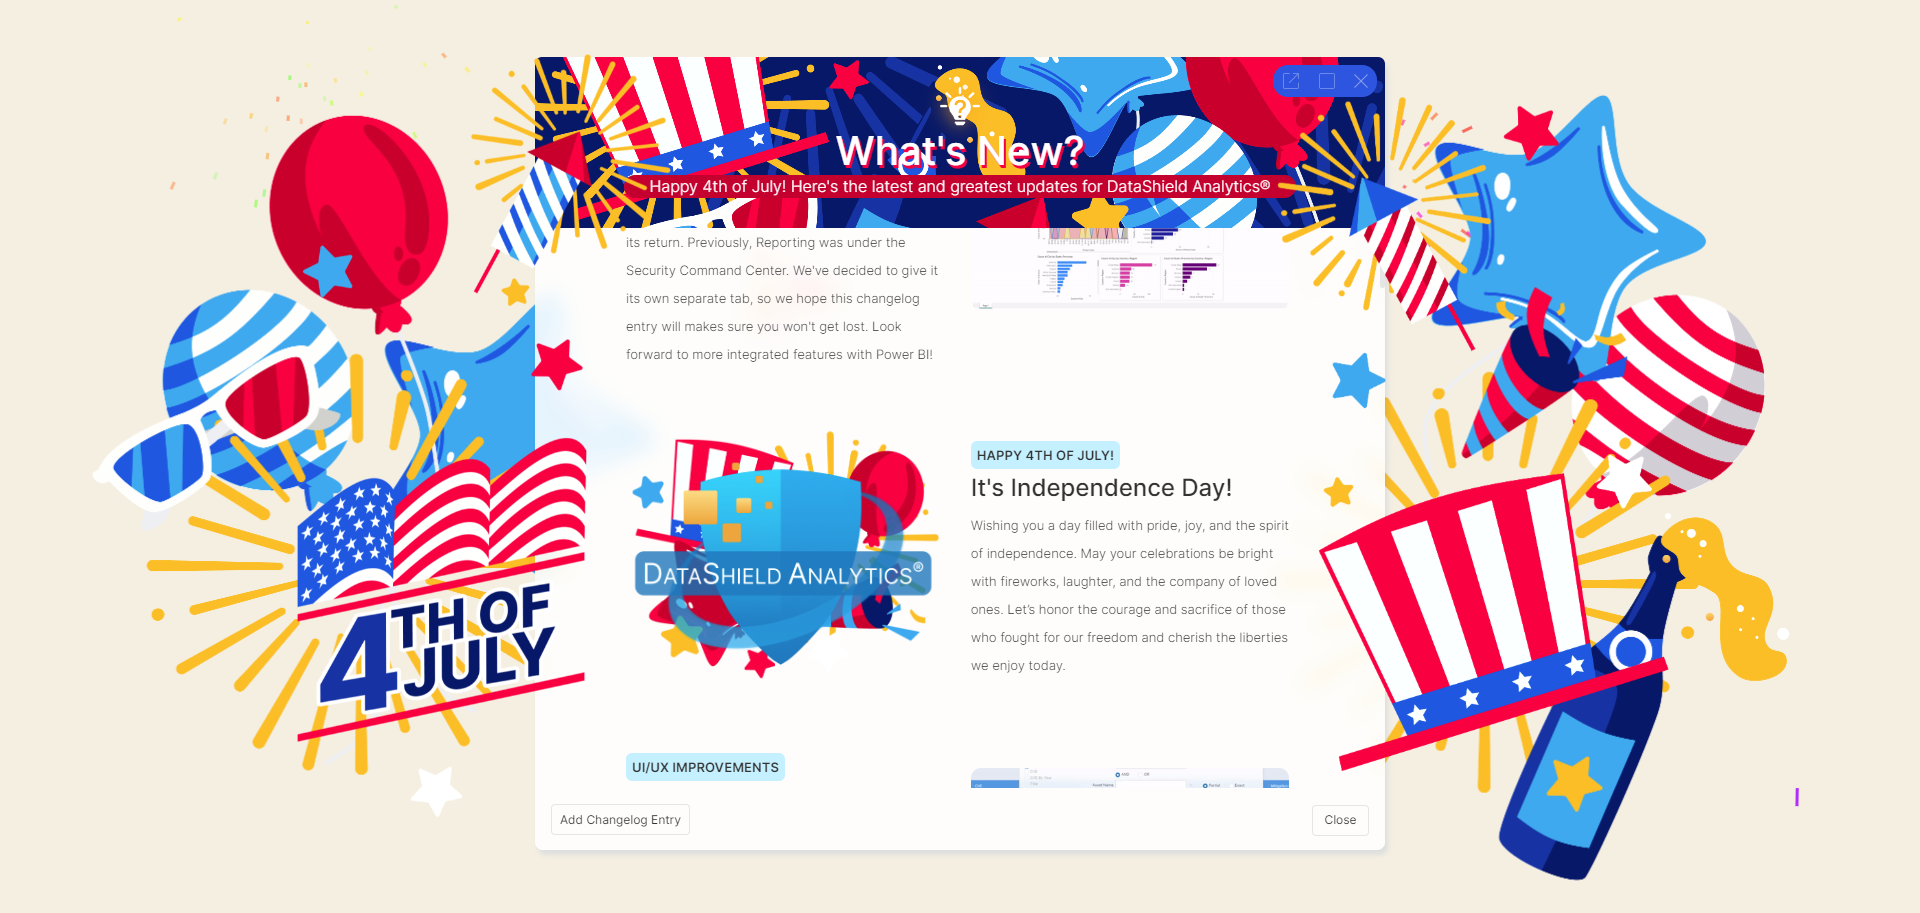 What's New?
Happy 4th of July! Here's the latest and greatest updates for DataShield Analytics®
its return. Previously, Reporting was under the
Security Command Center. We've decided to give it
its own separate tab, so we hope this changelog
entry will makes sure you won't get lost. Look
forward to more integrated features with Power BI!
DATASHIELD ANALYTICS®
HAPPY 4TH OF JULY!
It's Independence Day!
Wishing you a day filled with pride, joy, and the spirit
of independence. May your celebrations be bright
with fireworks, laughter, and the company of loved
ones. Let’s honor the courage and sacrifice of those
who fought for our freedom and cherish the liberties
we enjoy today.
4TH OF
JULY
UI/UX IMPROVEMENTS
Add Changelog Entry
Close